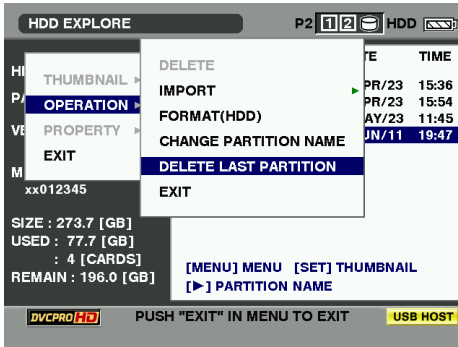 HDD EXPLORE
P2 1 2 HDD
TIME
THUMBNAIL
OPERATION
PROPERTY
EXIT
DELETE
IMPORT
FORMAT(HDD)
CHANGE PARTITION NAME
DELETE LAST PARTITION
EXIT
15:36
15:54
11:45
19:47
xx012345
SIZE : 273.7 [GB]
USED : 77.7 [GB]
: 4 [CARDS]
REMAIN : 196.0 [GB]
[MENU] MENU [SET] THUMBNAIL
[▶] PARTITION NAME
DVCPRO HD
PUSH "EXIT" IN MENU TO EXIT
USB HOST